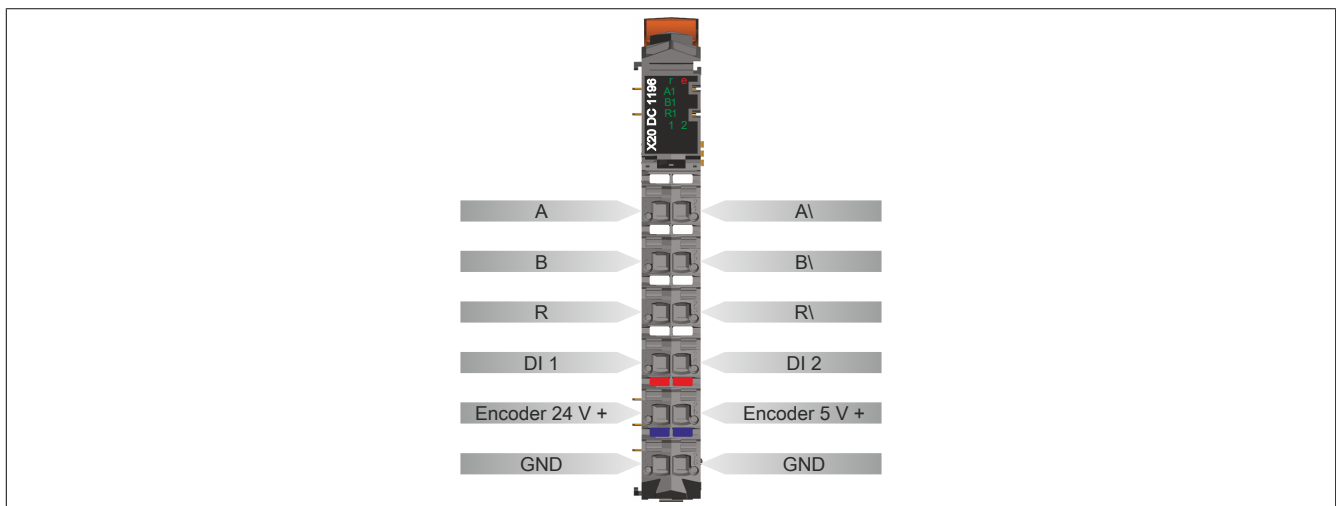 X20 DC 1196
r e
A1
B1
R1
1 2
A A\
B B\
R R\
DI 1 DI 2
Encoder 24 V + Encoder 5 V +
GND GND